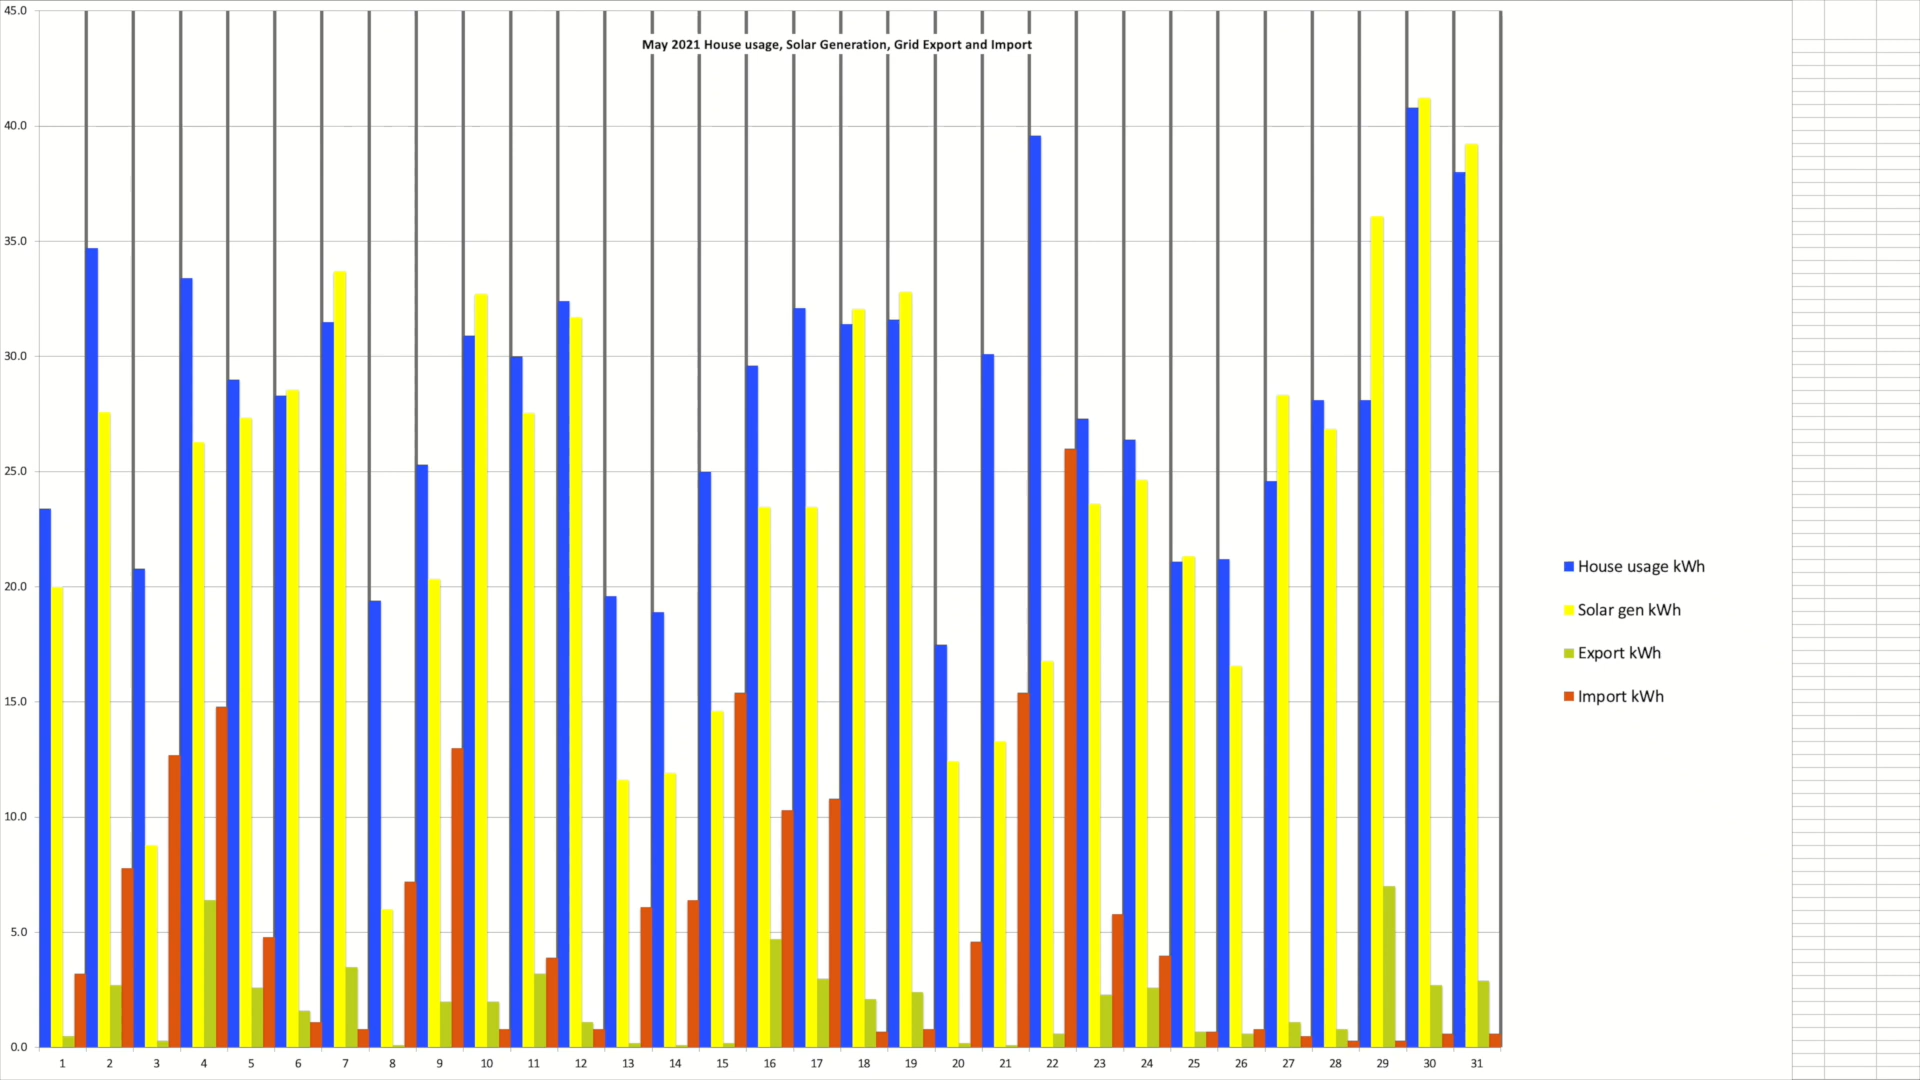 May 2021 House usage, Solar Generation, Grid Export and Import
45.0
40.0
35.0
30.0
25.0
20.0
15.0
10.0
5.0
0.0
1 2 3 4 5 6 7 8 9 10 11 12 13 14 15 16 17 18 19 20 21 22 23 24 25 26 27 28 29 30 31
House usage kWh
Solar gen kWh
Export kWh
Import kWh